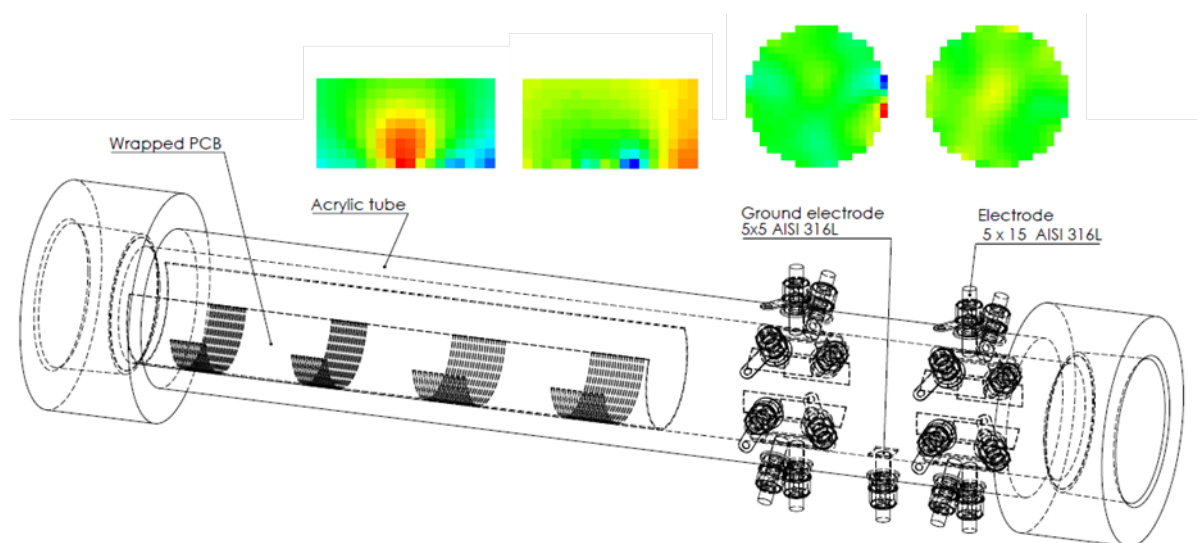 Wrapped PCB
Acrylic tube
Ground electrode
5x5 AISI 316L
Electrode
5 x 15 AISI 316L